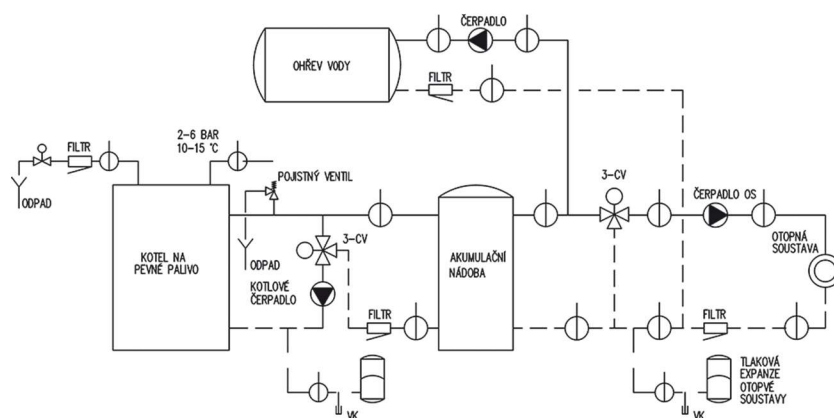 ČERPADLO
OHŘEV VODY
FILTR
2-6 BAR
10-15 °C
FILTR
ODPAD
POJISTNÝ VENTIL
3-CV
ČERPADLO OS
OTOPNÁ
SOUSTAVA
KOTEL NA
PEVNÉ PALIVO
ODPAD
3-CV
KOTLOVÉ
ČERPADLO
AKUMULAČNÍ
NÁDOBA
FILTR
FILTR
VK
VK
TLAKOVÁ
EXPANZE
OTOPVÉ
SOUSTAVY